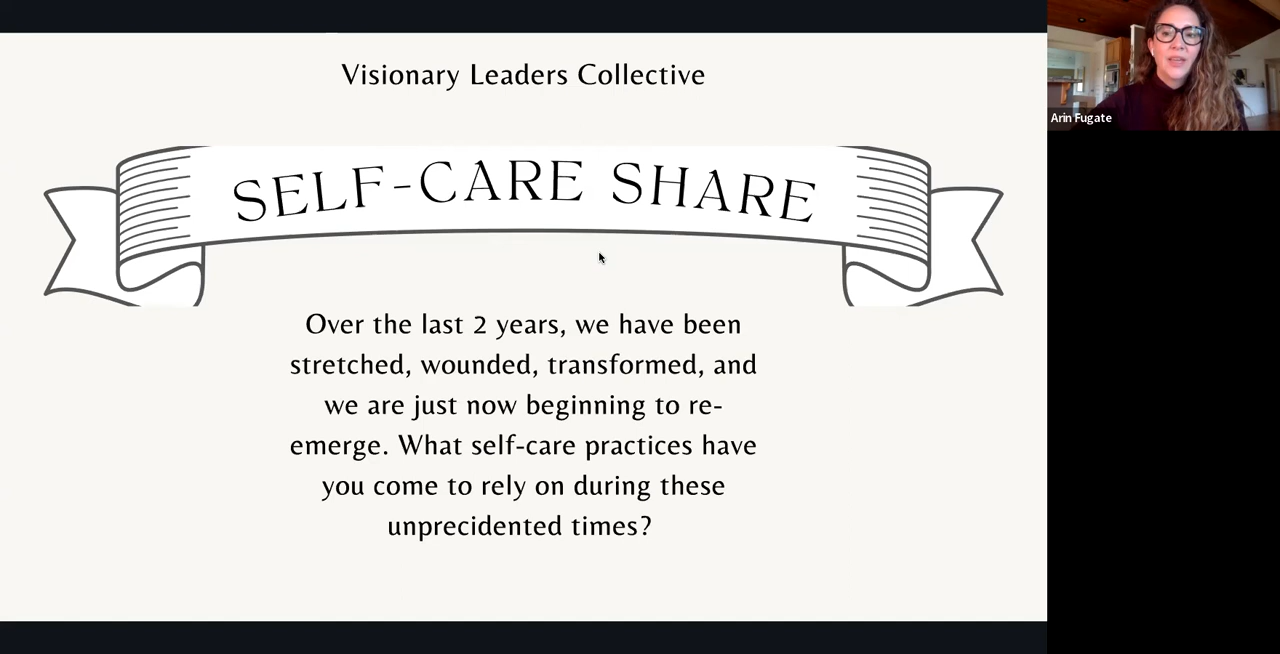 Visionary Leaders Collective
SELF-CARE SHARE
Over the last 2 years, we have been
stretched, wounded, transformed, and
we are just now beginning to re-
emerge. What self-care practices have
you come to rely on during these
unprecidented times?
Arin Fugate